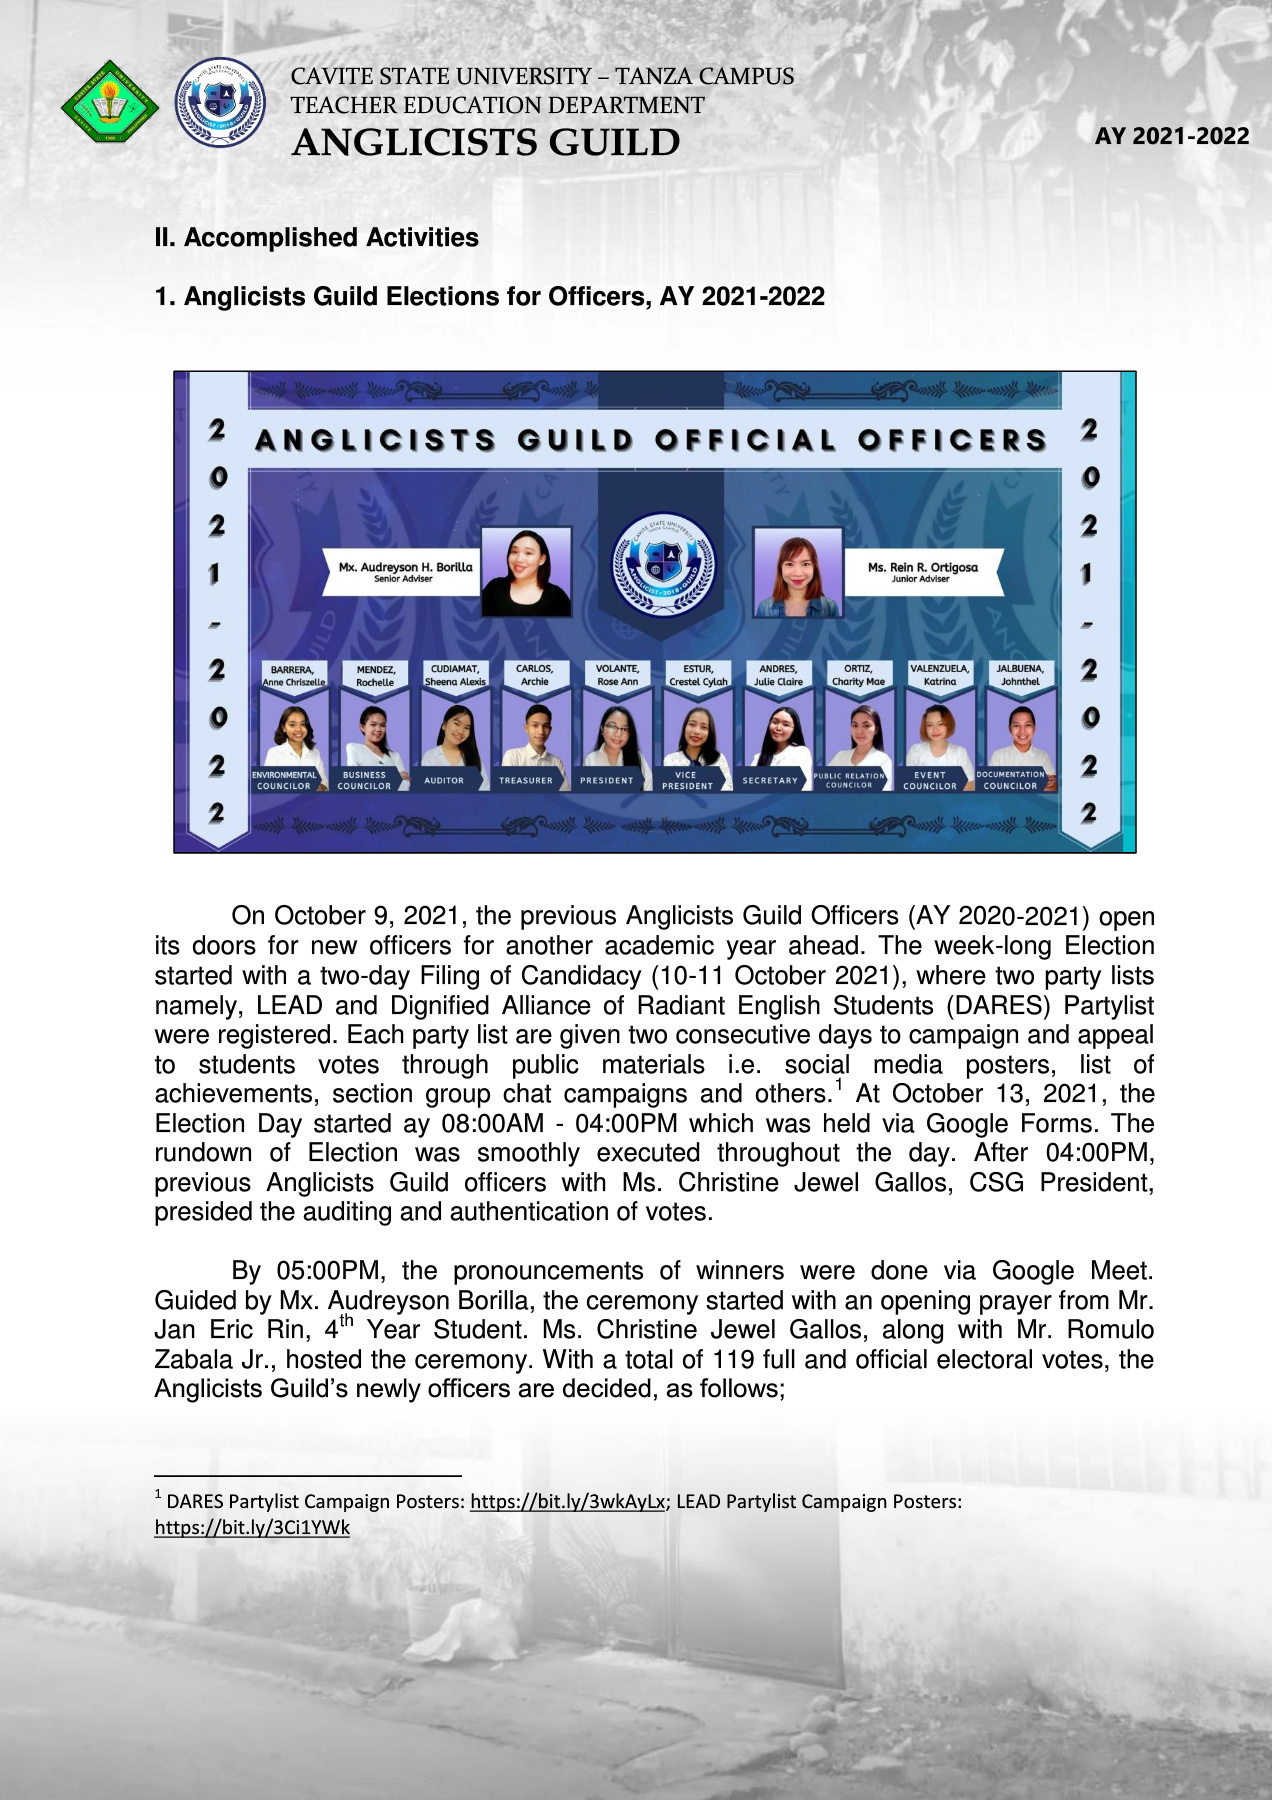 CAVITE STATE UNIVERSITY – TANZA CAMPUS
TEACHER EDUCATION DEPARTMENT
ANGLICISTS GUILD
AY 2021-2022
II. Accomplished Activities
1. Anglicists Guild Elections for Officers, AY 2021-2022
ANGLICISTS GUILD OFFICIAL OFFICERS
2021-2022
2021-2022
Mx. Audreyson H. Borilla
Senior Adviser
Ms. Rein R. Ortigosa
Junior Adviser
BARRERA,
Anne Chriszelle
ENVIRONMENTAL
COUNCILOR
MENDEZ,
Rochelle
BUSINESS
COUNCILOR
CUDIAMAT,
Sheena Alexis
AUDITOR
CARLOS,
Archie
TREASURER
VOLANTE,
Rose Ann
PRESIDENT
ESTUR,
Crestel Cylah
VICE
PRESIDENT
ANDRES,
Julie Claire
SECRETARY
ORTIZ,
Charity Mae
PUBLIC RELATION
COUNCILOR
VALENZUELA,
Katrina
EVENT
COUNCILOR
JALBUENA,
Johnthel
DOCUMENTATION
COUNCILOR
On October 9, 2021, the previous Anglicists Guild Officers (AY 2020-2021) open
its doors for new officers for another academic year ahead. The week-long Election
started with a two-day Filing of Candidacy (10-11 October 2021), where two party lists
namely, LEAD and Dignified Alliance of Radiant English Students (DARES) Partylist
were registered. Each party list are given two consecutive days to campaign and appeal
to students votes through public materials i.e. social media posters, list of
achievements, section group chat campaigns and others.1 At October 13, 2021, the
Election Day started ay 08:00AM - 04:00PM which was held via Google Forms. The
rundown of Election was smoothly executed throughout the day. After 04:00PM,
previous Anglicists Guild officers with Ms. Christine Jewel Gallos, CSG President,
presided the auditing and authentication of votes.
By 05:00PM, the pronouncements of winners were done via Google Meet.
Guided by Mx. Audreyson Borilla, the ceremony started with an opening prayer from Mr.
Jan Eric Rin, 4th Year Student. Ms. Christine Jewel Gallos, along with Mr. Romulo
Zabala Jr., hosted the ceremony. With a total of 119 full and official electoral votes, the
Anglicists Guild’s newly officers are decided, as follows;
1 DARES Partylist Campaign Posters: https://bit.ly/3wkAyLx; LEAD Partylist Campaign Posters:
https://bit.ly/3Ci1YWk